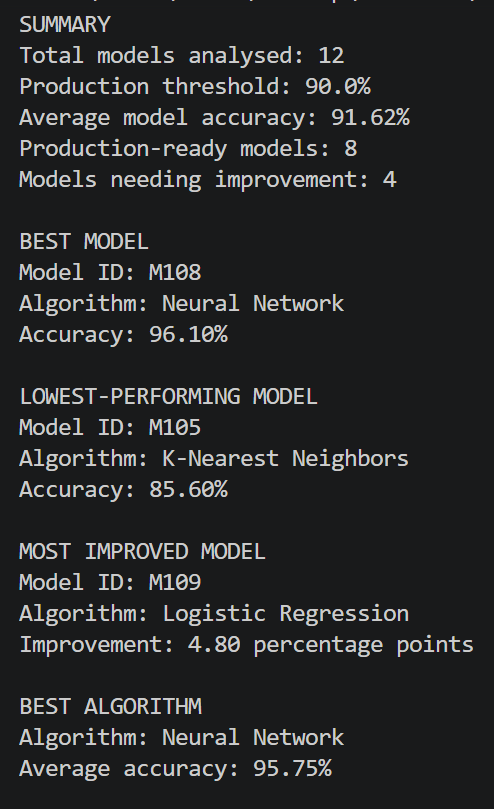 SUMMARY
Total models analysed: 12
Production threshold: 90.0%
Average model accuracy: 91.62%
Production-ready models: 8
Models needing improvement: 4
BEST MODEL
Model ID: M108
Algorithm: Neural Network
Accuracy: 96.10%
LOWEST-PERFORMING MODEL
Model ID: M105
Algorithm: K-Nearest Neighbors
Accuracy: 85.60%
MOST IMPROVED MODEL
Model ID: M109
Algorithm: Logistic Regression
Improvement: 4.80 percentage points
BEST ALGORITHM
Algorithm: Neural Network
Average accuracy: 95.75%